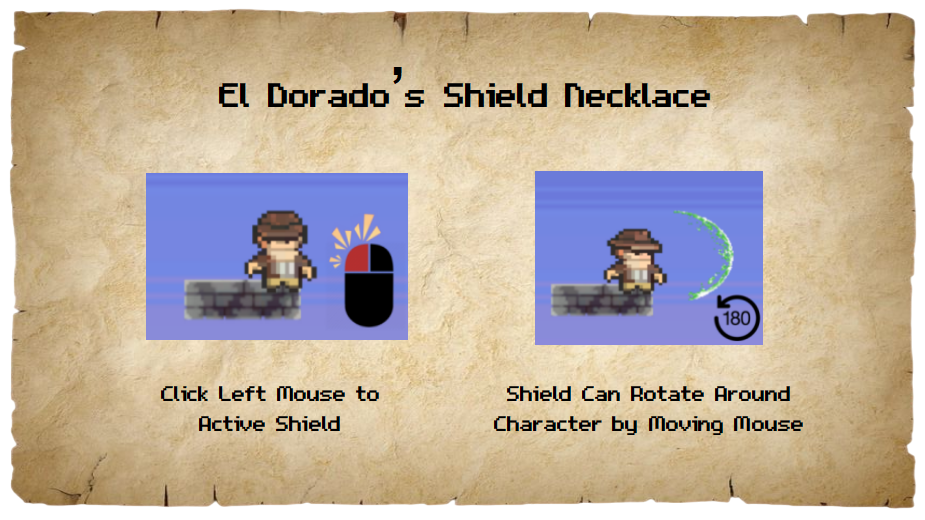 El Dorado's Shield Necklace
180
Click Left Mouse to
Active Shield
Shield Can Rotate Around
Character by Moving Mouse